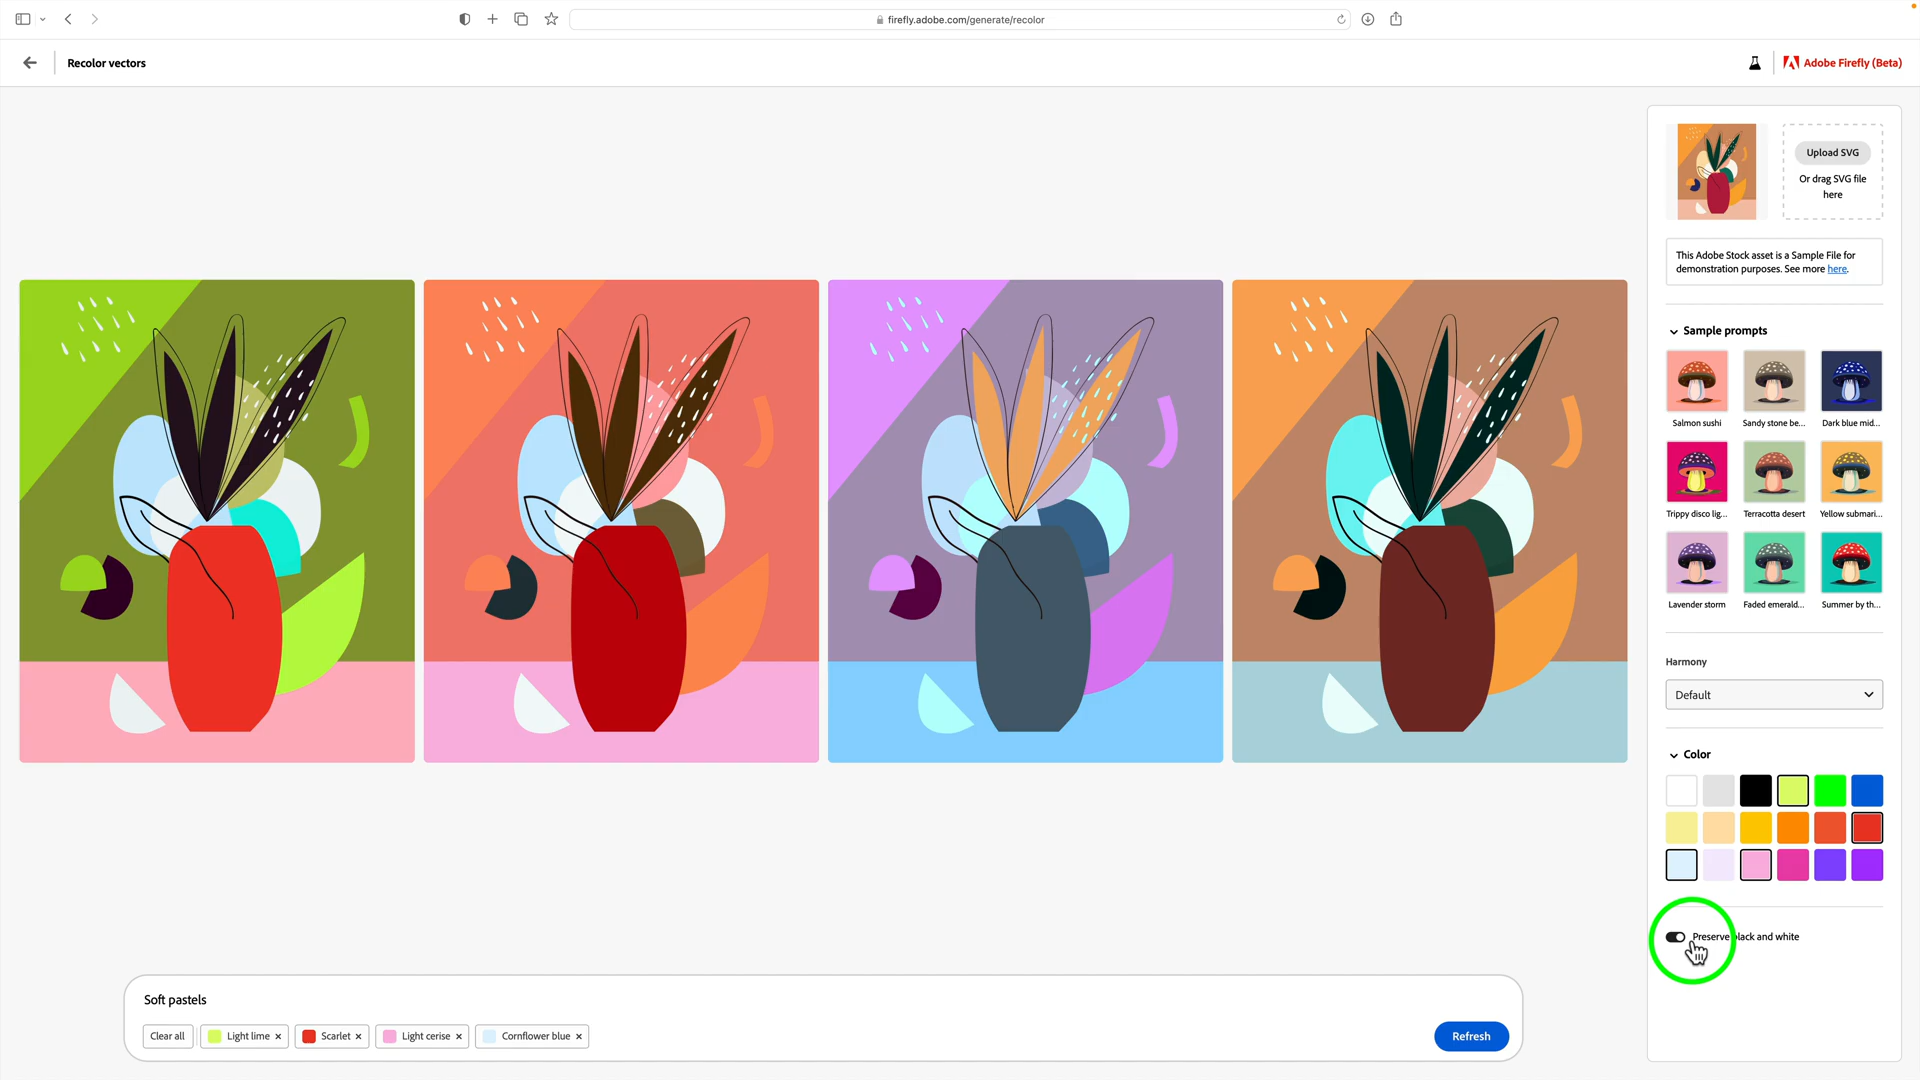 firefly.adobe.com/generate/recolor
Recolor vectors
Adobe Firefly (Beta)
Upload SVG
Or drag SVG file
here
This Adobe Stock asset is a Sample File for
demonstration purposes. See more here.
Sample prompts
Salmon sushi
Sandy stone be...
Dark blue mid...
Trippy disco lig...
Terracotta desert
Yellow submari...
Lavender storm
Faded emerald...
Summer by th...
Harmony
Default
Color
Preserve black and white
Soft pastels
Clear all
Light lime
Scarlet
Light cerise
Cornflower blue
Refresh